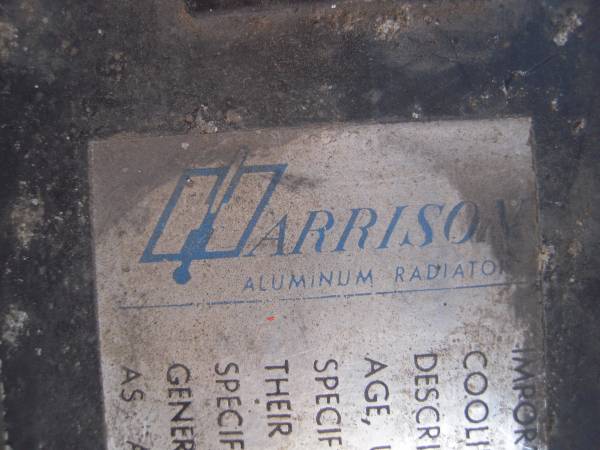 HARRISON
ALUMINUM RADIATOR
IMPOR
COOLI
DESCRI
AGE,
SPECIF
THEIR
SPECIF
GENER
AS A